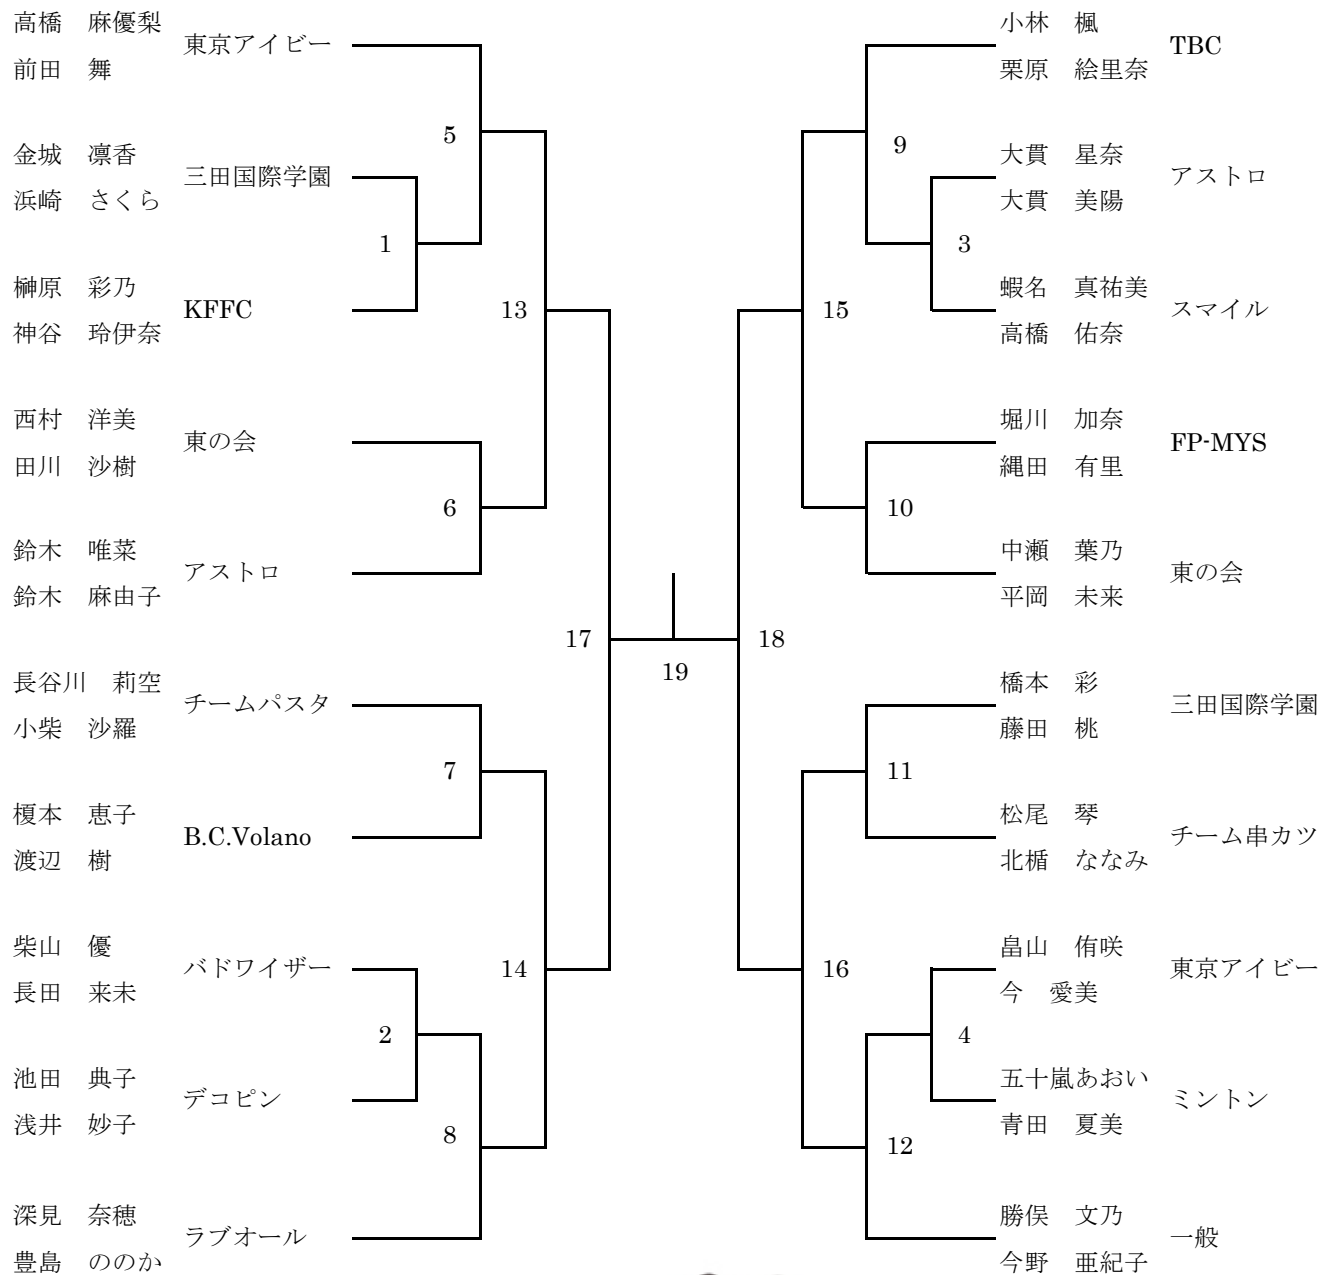 高橋　麻優梨
東京アイビー
前田　舞
5
金城　凛香
三田国際学園
浜崎　さくら
1
榊原　彩乃
KFFC
神谷　玲伊奈
13
西村　洋美
東の会
田川　沙樹
6
鈴木　唯菜
アストロ
鈴木　麻由子
17
長谷川　莉空
チームパスタ
小柴　沙羅
7
榎本　恵子
B.C.Volano
渡辺　樹
柴山　優
バドワイザー
長田　来未
14
2
池田　典子
デコピン
浅井　妙子
8
深見　奈穂
ラブオール
豊島　ののか
19
小林　楓
TBC
栗原　絵里奈
9
大貫　星奈
アストロ
大貫　美陽
3
蝦名　真祐美
スマイル
高橋　佑奈
15
堀川　加奈
FP-MYS
縄田　有里
10
中瀬　葉乃
東の会
平岡　未来
18
橋本　彩
三田国際学園
藤田　桃
11
松尾　琴
チーム串カツ
北楯　ななみ
畠山　侑咲
東京アイビー
今　愛美
16
4
五十嵐あおい
ミントン
青田　夏美
12
勝俣　文乃
一般
今野　亜紀子